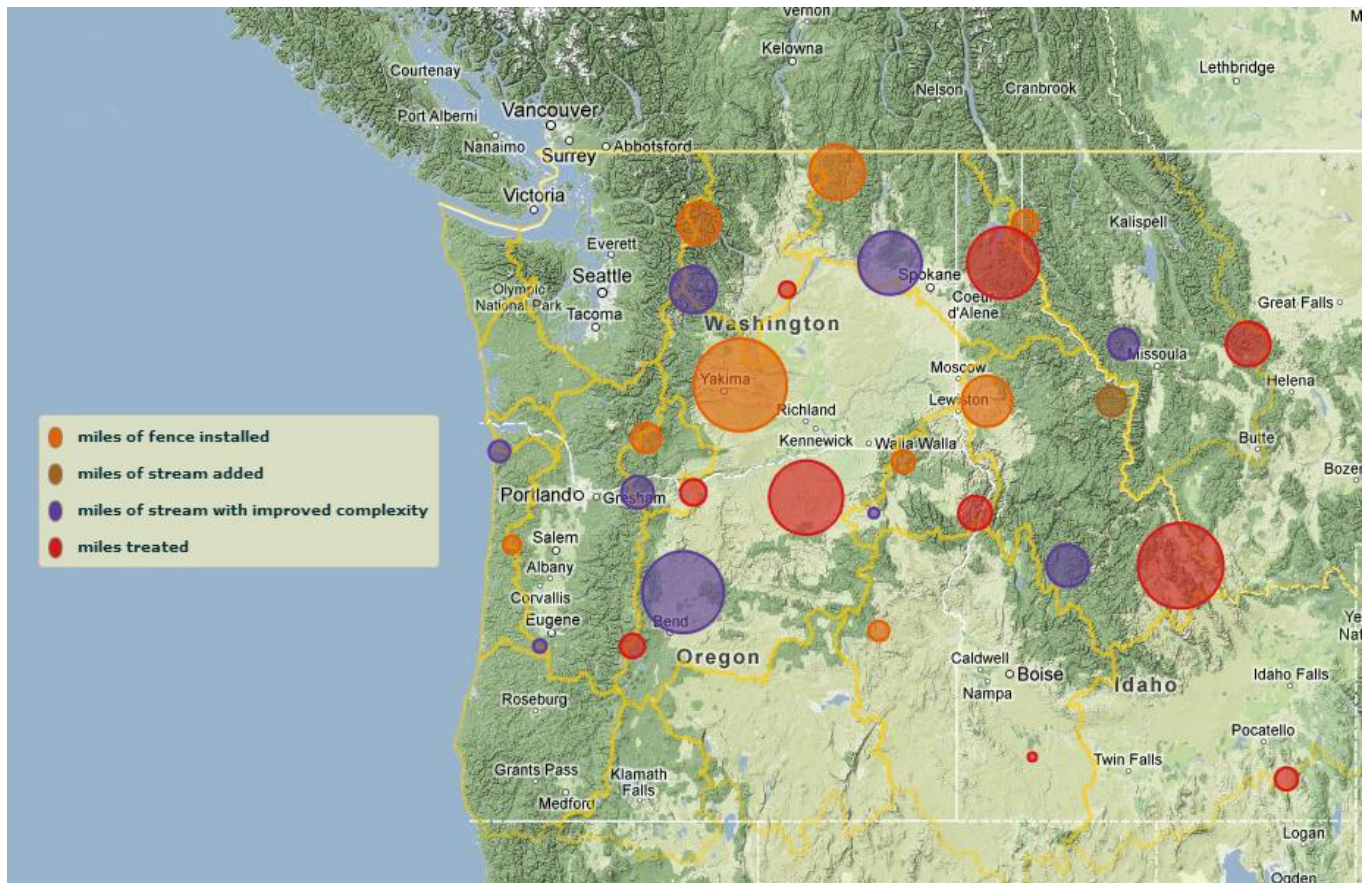 Vernon
M
Kelowna
Courtenay
Lethbridge
Nelson
Cranbrook
Vancouver
Port Alberni
Nanaimo
Surrey
Abbotsford
Victoria
Kalispell
Everett
Spokane
Seattle
Olympic
National Park
Coeur
d'Alene
Great Falls
Tacoma
Washington
Missoula
Moscow
Yakima
Helena
Lewiston
Richland
miles of fence installed
Kennewick
Walla Walla
Butte
miles of stream added
Bozer
Portland
Gresham
miles of stream with improved complexity
Salem
miles treated
Albany
Corvallis
Eugene
Bend
Ye
Nat
Oregon
Caldwell
Boise
Nampa
Idaho
Idaho Falls
Roseburg
Pocatello
Twin Falls
Grants Pass
Klamath
Falls
Medford
Logan
Ogden